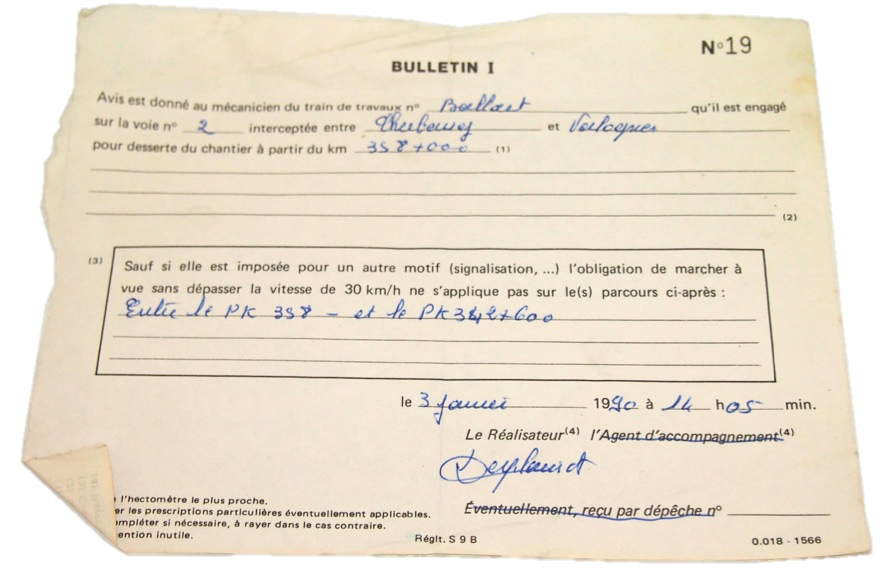 N° 19
BULLETIN I
Avis est donné au mécanicien du train de travaux n° Ballast qu'il est engagé
sur la voie n° 2 interceptée entre Cherbourg et Valognes
pour desserte du chantier à partir du km 358+000 (1)
(2)
(3) Sauf si elle est imposée pour un autre motif (signalisation, ...) l'obligation de marcher à
vue sans dépasser la vitesse de 30 km/h ne s'applique pas sur le(s) parcours ci-après :
Entre le PK 358 – et le PK 342+600
le 3 janvier 1990 à 14 h 05 min.
Le Réalisateur(4) l'Agent d'accompagnement(4)
Éventuellement, reçu par dépêche n°
l'hectomètre le plus proche.
er les prescriptions particulières éventuellement applicables.
mpléter si nécessaire, à rayer dans le cas contraire.
ention inutile.
Réglt. S 9 B
0.018 - 1566